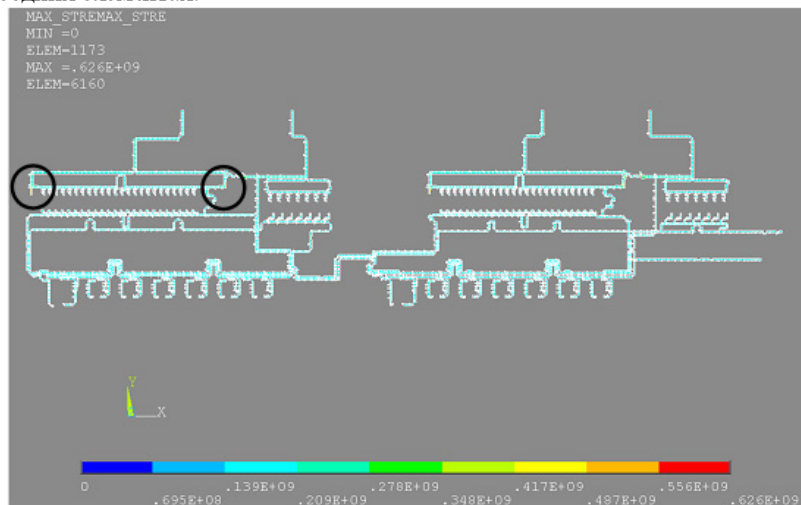 MAX_STREMAX_STRE
MIN =0
ELEM=1173
MAX =.626E+09
ELEM=6160
Y
X
0 .139E+09 .278E+09 .417E+09 .556E+09
.695E+08 .209E+09 .348E+09 .487E+09 .626E+09